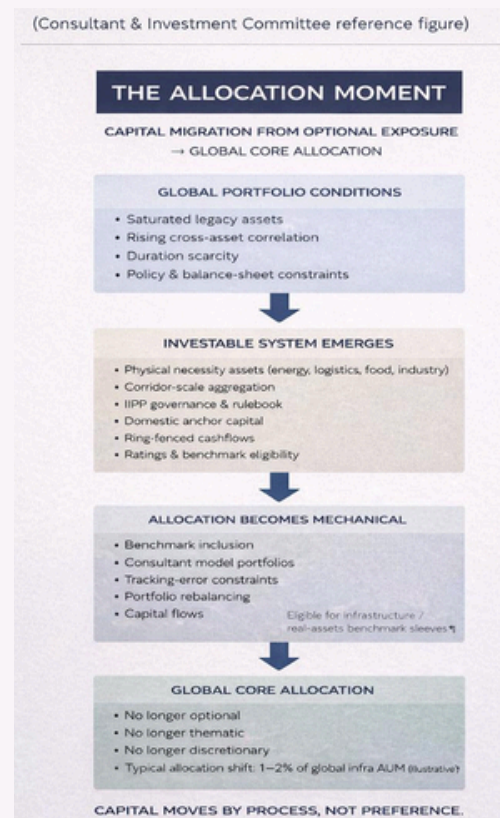 (Consultant & Investment Committee reference figure)
THE ALLOCATION MOMENT
CAPITAL MIGRATION FROM OPTIONAL EXPOSURE
→ GLOBAL CORE ALLOCATION
GLOBAL PORTFOLIO CONDITIONS
• Saturated legacy assets
• Rising cross-asset correlation
• Duration scarcity
• Policy & balance-sheet constraints
INVESTABLE SYSTEM EMERGES
• Physical necessity assets (energy, logistics, food, industry)
• Corridor-scale aggregation
• IIPP governance & rulebook
• Domestic anchor capital
• Ring-fenced cashflows
• Ratings & benchmark eligibility
ALLOCATION BECOMES MECHANICAL
• Benchmark inclusion
• Consultant model portfolios
• Tracking-error constraints
• Portfolio rebalancing
• Capital flows
Eligible for infrastructure /
real-assets benchmark sleeves
GLOBAL CORE ALLOCATION
• No longer optional
• No longer thematic
• No longer discretionary
• Typical allocation shift: 1–2% of global infra AUM (illustrative)
CAPITAL MOVES BY PROCESS, NOT PREFERENCE.